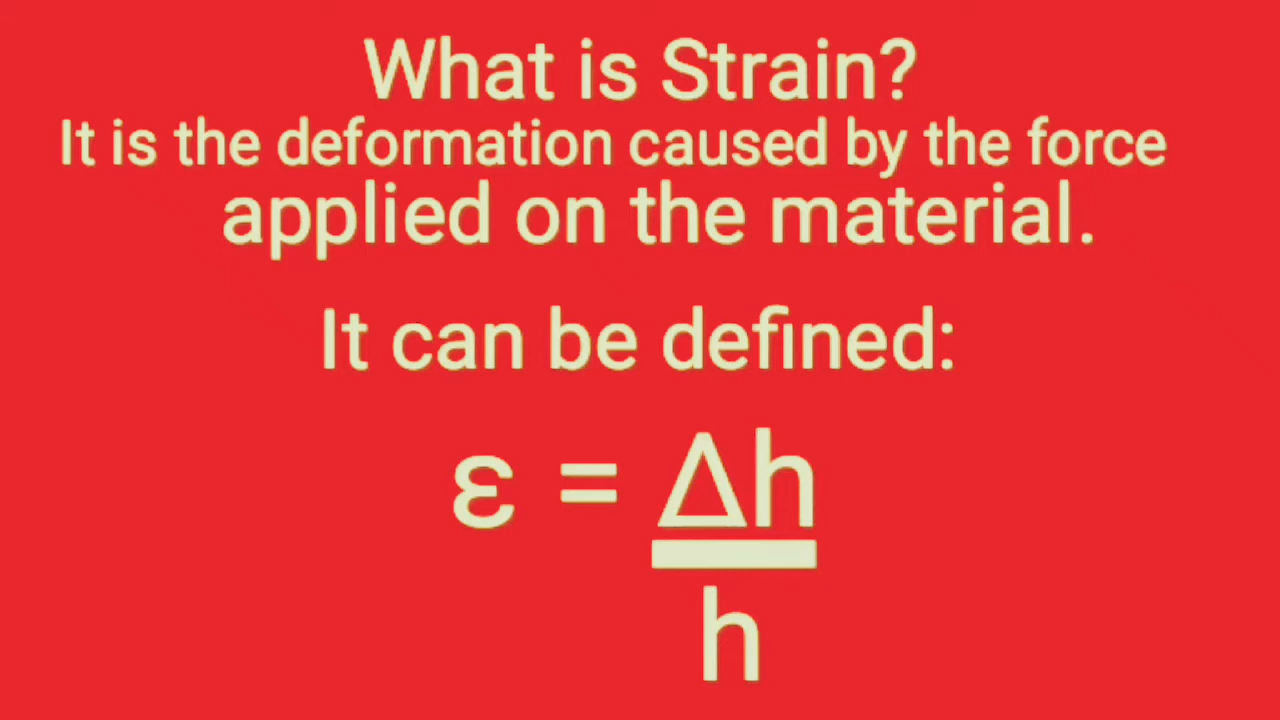 What is Strain?
It is the deformation caused by the force
applied on the material.
It can be defined:
ε = Δh
h